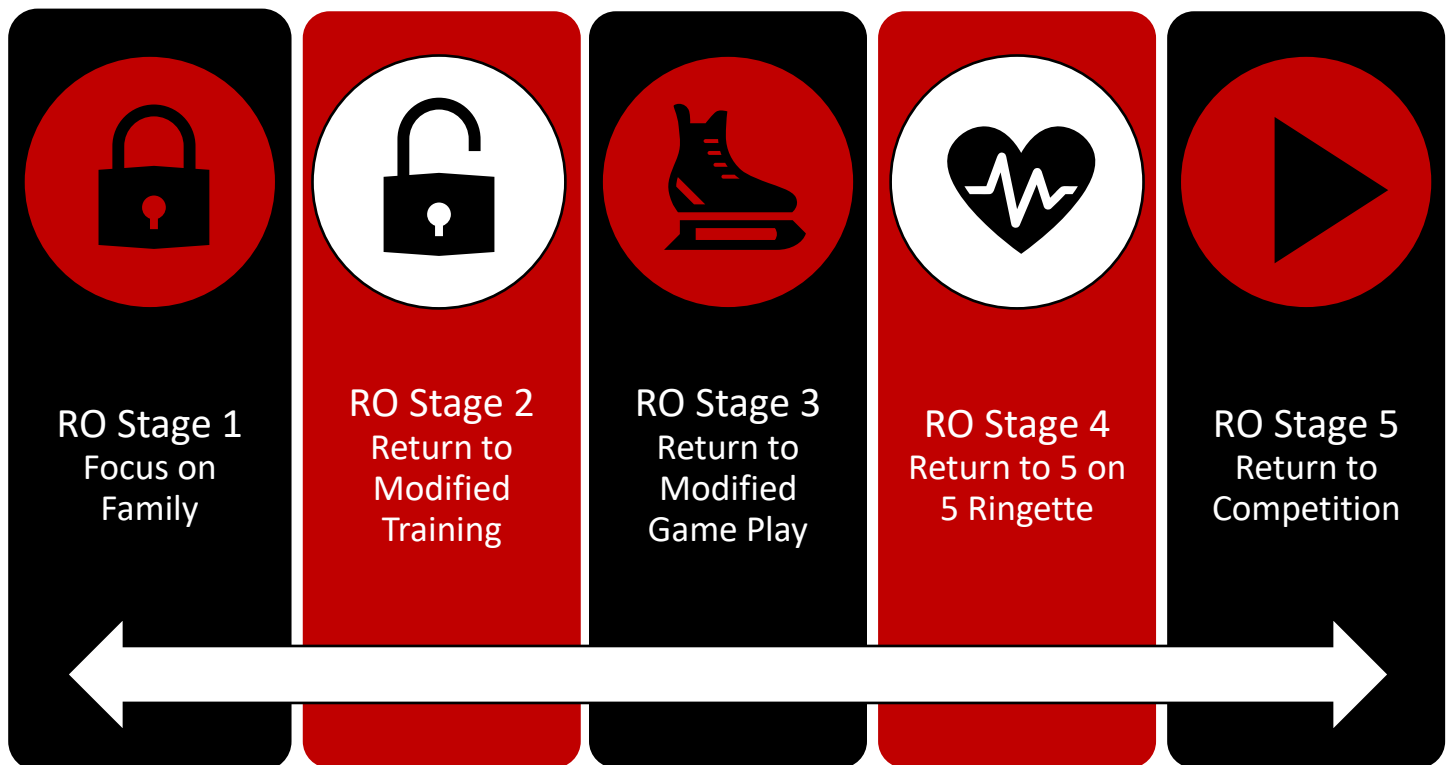 RO Stage 1
Focus on
Family
RO Stage 2
Return to
Modified
Training
RO Stage 3
Return to
Modified
Game Play
RO Stage 4
Return to 5 on
5 Ringette
RO Stage 5
Return to
Competition